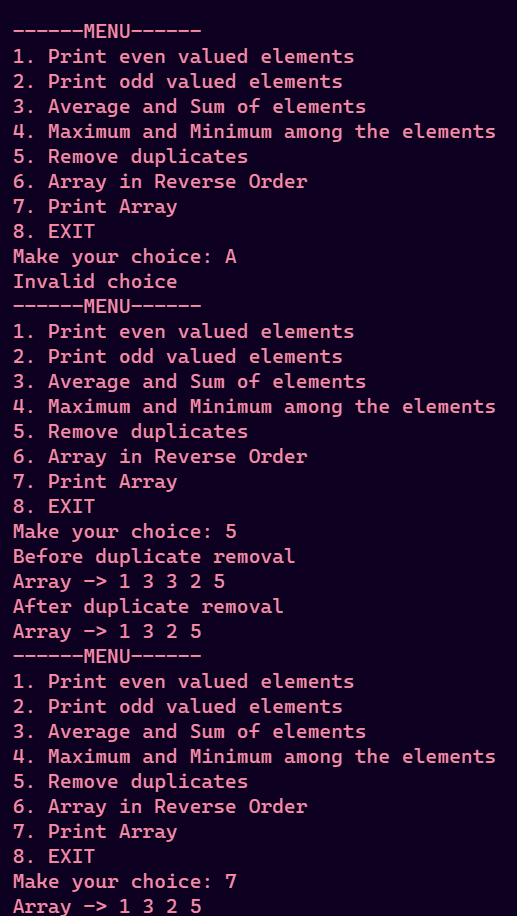 ------MENU------
1. Print even valued elements
2. Print odd valued elements
3. Average and Sum of elements
4. Maximum and Minimum among the elements
5. Remove duplicates
6. Array in Reverse Order
7. Print Array
8. EXIT
Make your choice: A
Invalid choice
------MENU------
1. Print even valued elements
2. Print odd valued elements
3. Average and Sum of elements
4. Maximum and Minimum among the elements
5. Remove duplicates
6. Array in Reverse Order
7. Print Array
8. EXIT
Make your choice: 5
Before duplicate removal
Array -> 1 3 3 2 5
After duplicate removal
Array -> 1 3 2 5
------MENU------
1. Print even valued elements
2. Print odd valued elements
3. Average and Sum of elements
4. Maximum and Minimum among the elements
5. Remove duplicates
6. Array in Reverse Order
7. Print Array
8. EXIT
Make your choice: 7
Array -> 1 3 2 5